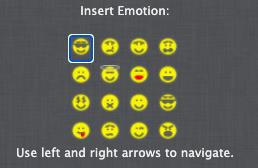 Insert Emotion:
Use left and right arrows to navigate.